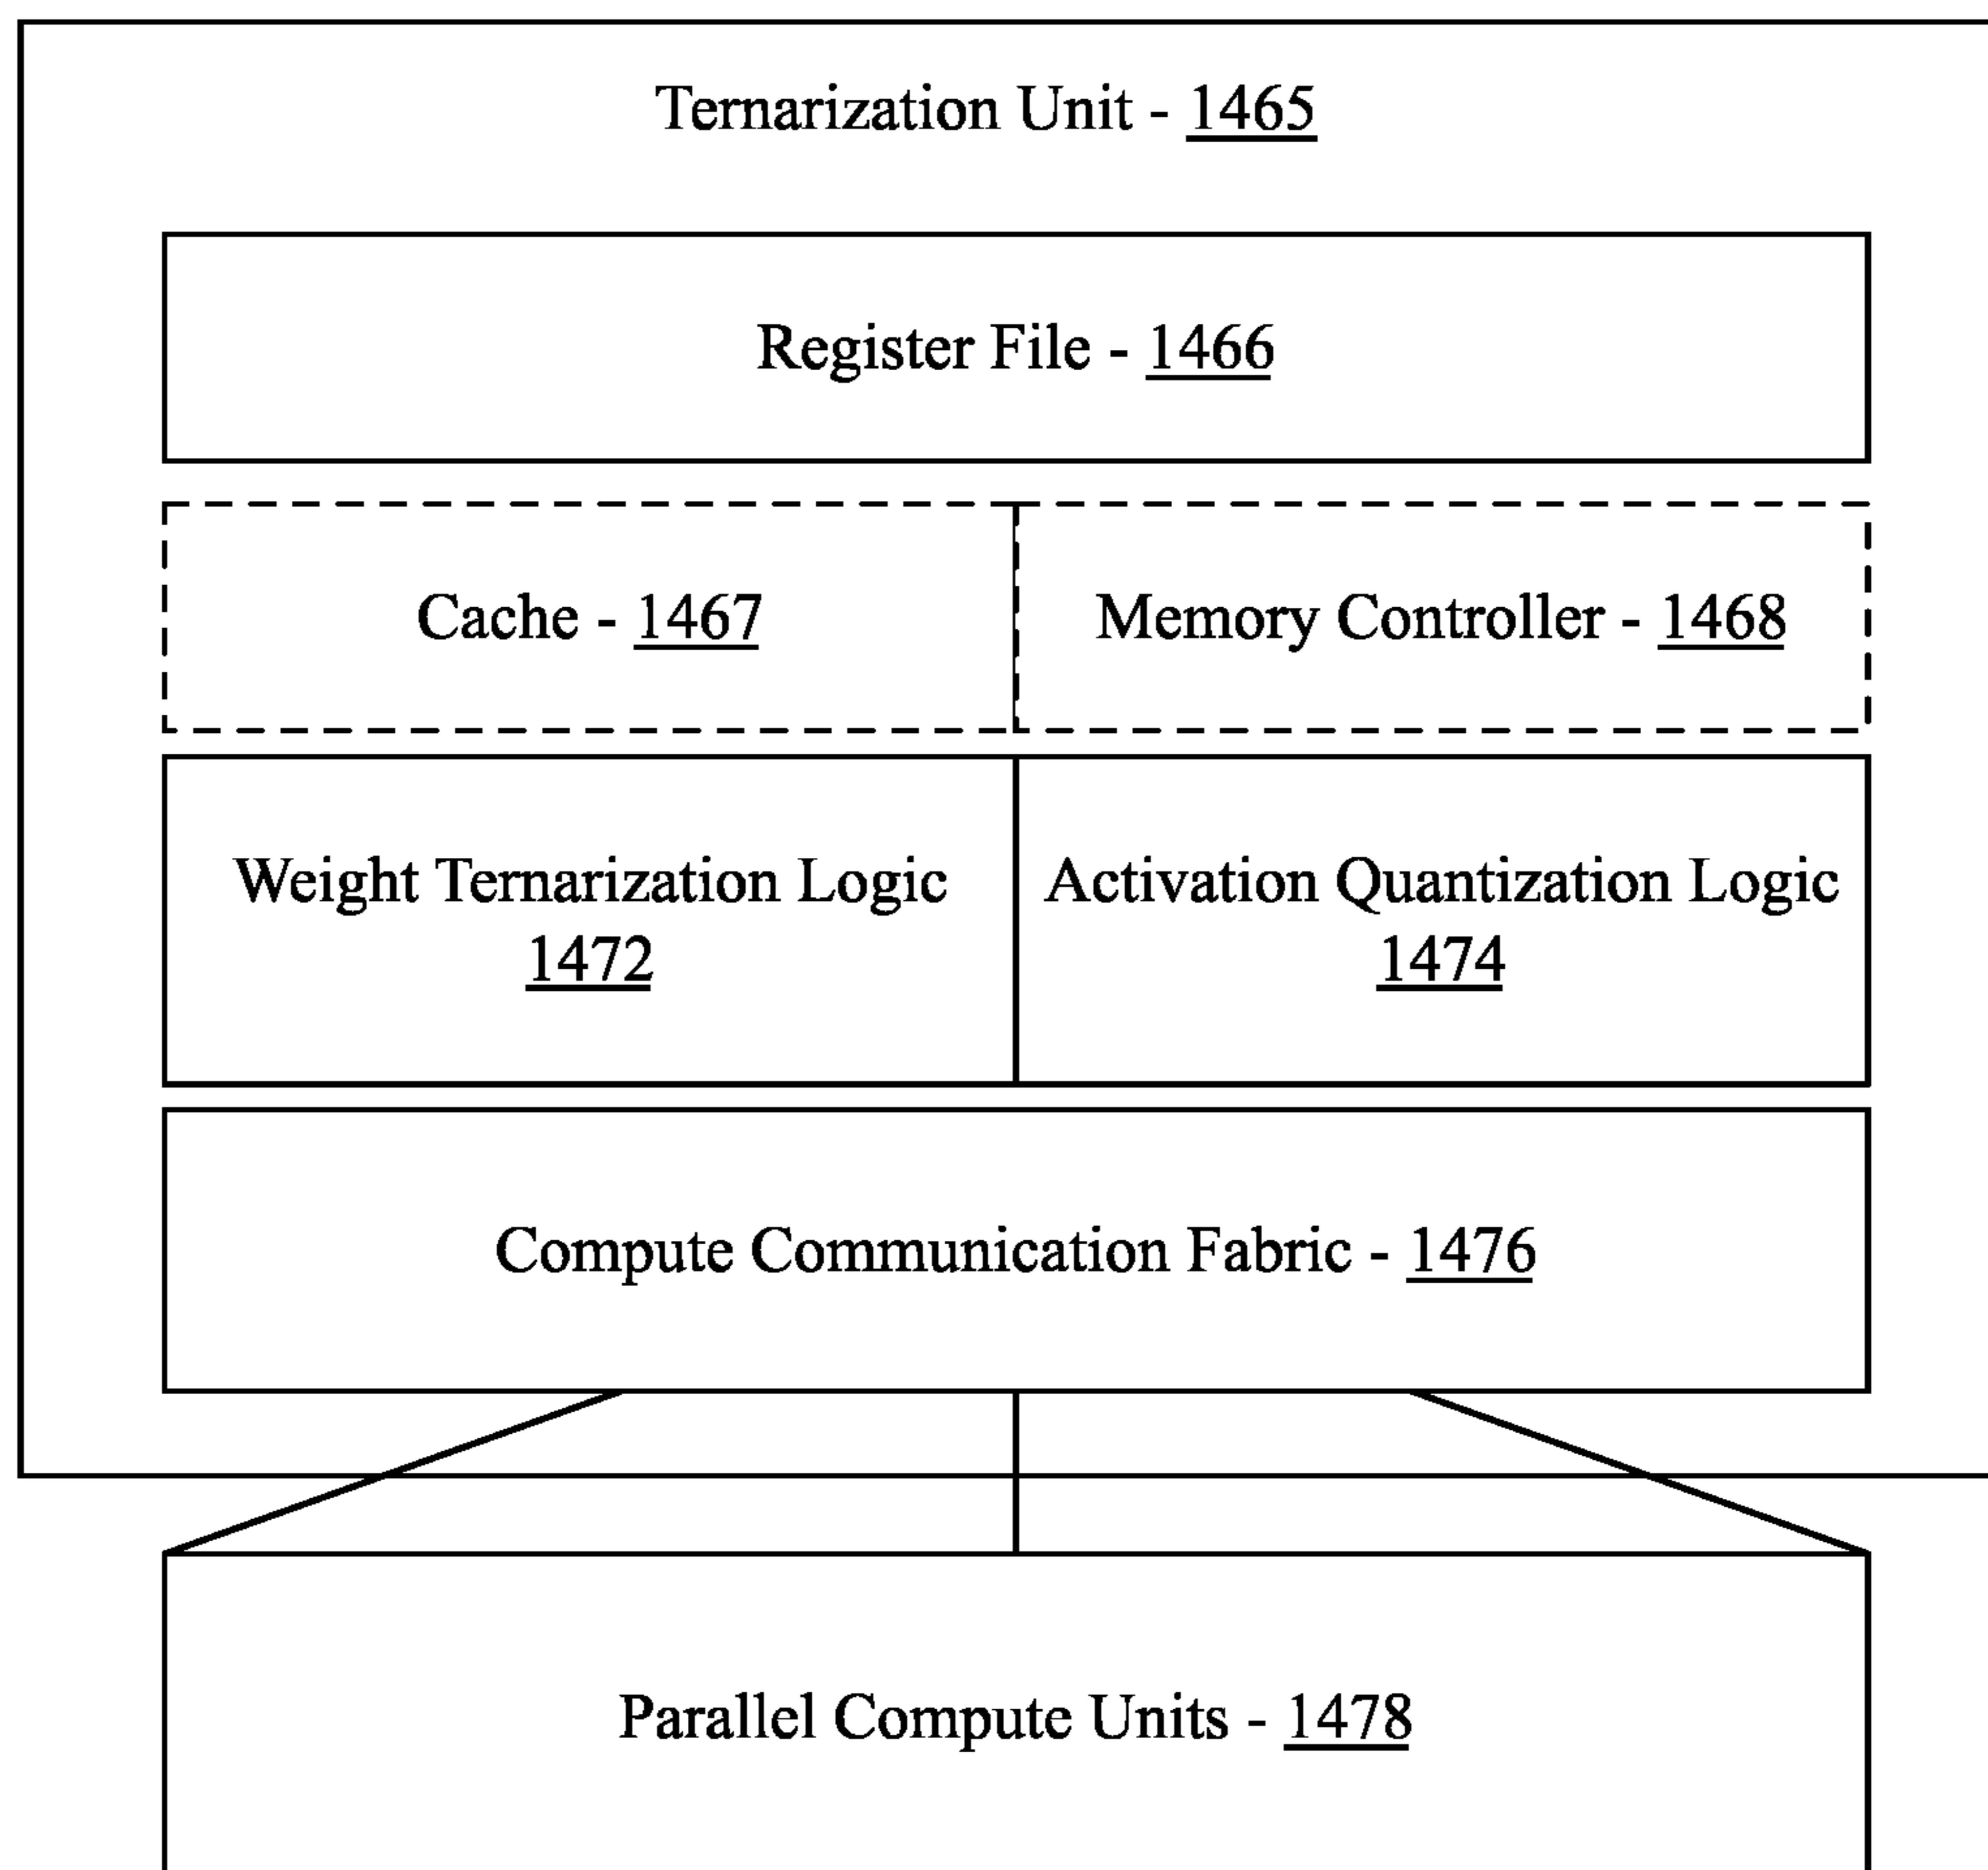 Ternarization Unit - 1465
Register File - 1466
Cache - 1467
Memory Controller - 1468
Weight Ternarization Logic
1472
Activation Quantization Logic
1474
Compute Communication Fabric - 1476
Parallel Compute Units - 1478